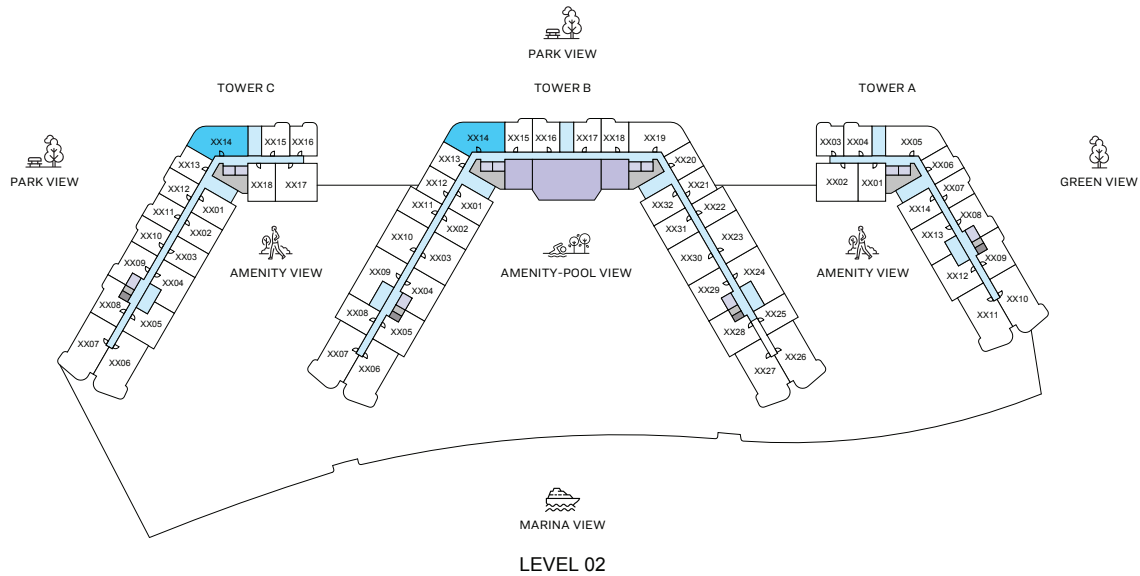 PARK VIEW
TOWER C
TOWER B
TOWER A
PARK VIEW
GREEN VIEW
XX14
XX15
XX16
XX13
XX12
XX11
XX10
XX09
XX08
XX07
XX06
XX05
XX04
XX03
XX02
XX01
XX18
XX17
AMENITY VIEW
XX14
XX15
XX16
XX17
XX18
XX19
XX13
XX12
XX11
XX10
XX09
XX08
XX07
XX06
XX05
XX04
XX03
XX02
XX01
XX20
XX21
XX22
XX23
XX24
XX25
XX26
XX27
XX28
XX29
XX30
XX31
XX32
AMENITY-POOL VIEW
XX03
XX04
XX05
XX02
XX01
XX06
XX07
XX08
XX09
XX10
XX11
XX12
XX13
XX14
AMENITY VIEW
MARINA VIEW
LEVEL 02